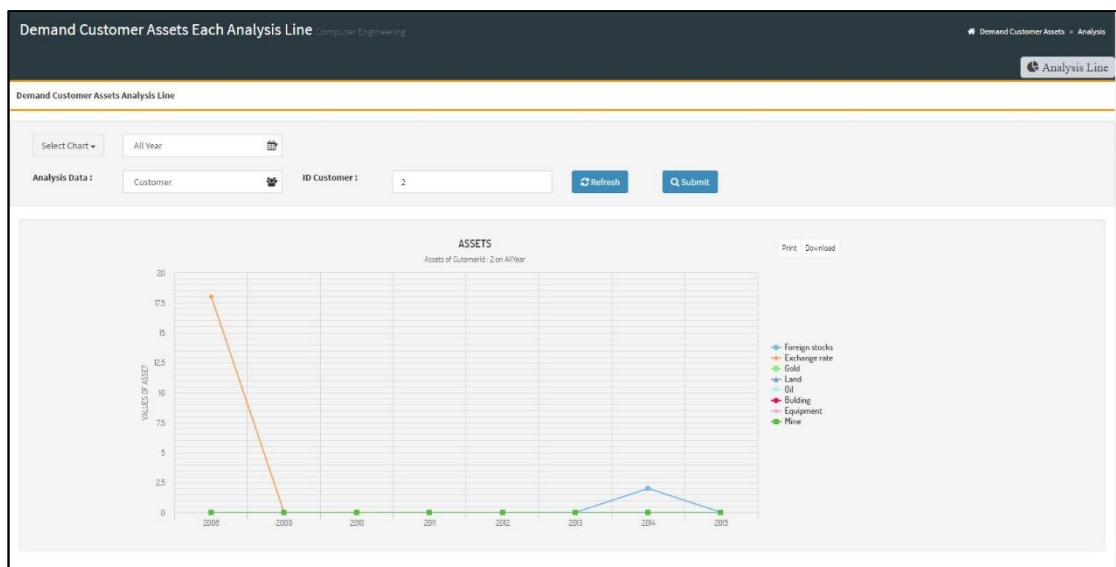 Demand Customer Assets Each Analysis Line Computer Engineering
Demand Customer Assets > Analysis
Analysis Line
Demand Customer Assets Analysis Line
Select Chart
All Year
Analysis Data :
Customer
ID Customer :
2
Refresh
Submit
ASSETS
Assets of CutomerId : 2 on AllYear
Print Download
VALUES OF ASSET
20
17.5
15
12.5
10
7.5
5
2.5
0
2008 2009 2010 2011 2012 2013 2014 2015
Foreign stocks
Exchange rate
Gold
Land
Oil
Bulding
Equipment
Mine